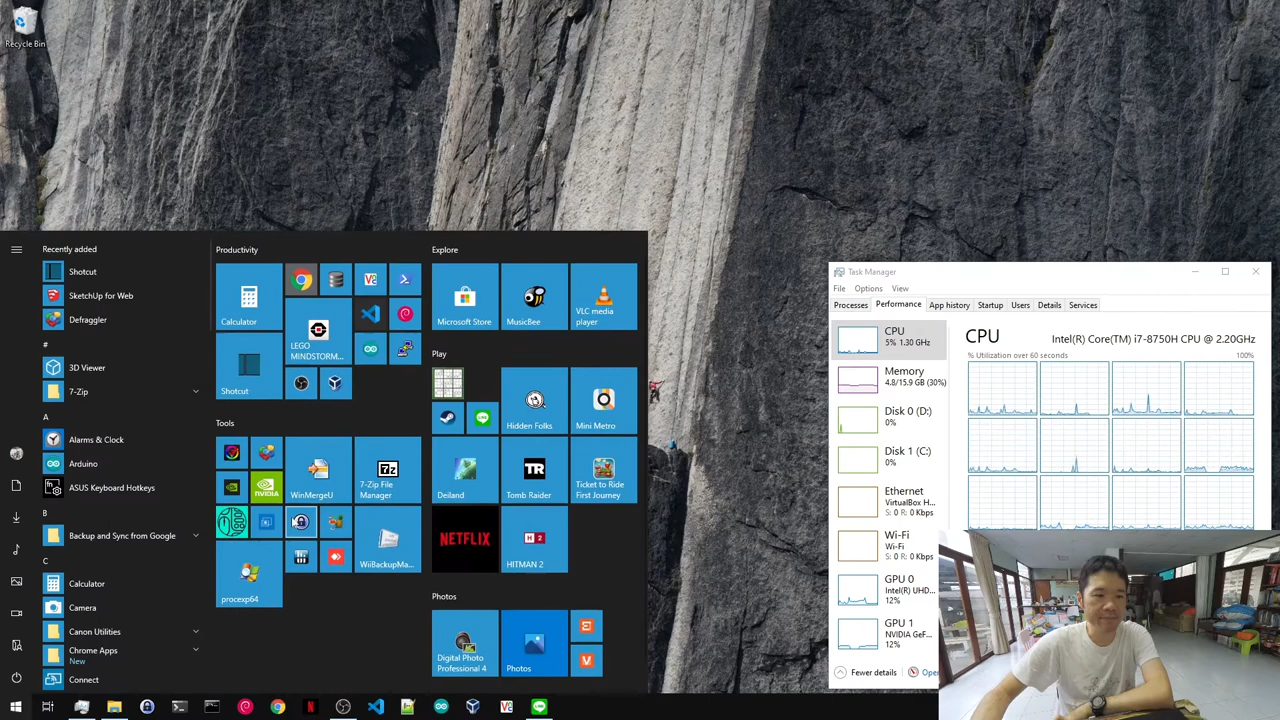 Recycle Bin
Recently added
Shotcut
SketchUp for Web
Defraggler
#
3D Viewer
7-Zip
A
Alarms & Clock
Arduino
ASUS Keyboard Hotkeys
B
Backup and Sync from Google
C
Calculator
Camera
Canon Utilities
Chrome Apps
New
Connect
Productivity
Calculator
LEGO
MINDSTORM...
Shotcut
Tools
WinMergeU
7-Zip File
Manager
NVIDIA
procexp64
WiiBackupMa...
Explore
Microsoft Store
MusicBee
VLC media
player
Play
Hidden Folks
Mini Metro
Deiland
Tomb Raider
Ticket to Ride
First Journey
NETFLIX
HITMAN 2
Photos
Digital Photo
Professional 4
Photos
Task Manager
File Options View
Processes Performance App history Startup Users Details Services
CPU
5% 1.30 GHz
Memory
4.8/15.9 GB (30%)
Disk 0 (D:)
0%
Disk 1 (C:)
0%
Ethernet
VirtualBox H...
S: 0 R: 0 Kbps
Wi-Fi
Wi-Fi
S: 0 R: 0 Kbps
GPU 0
Intel(R) UHD...
12%
GPU 1
NVIDIA GeF...
12%
CPU Intel(R) Core(TM) i7-8750H CPU @ 2.20GHz
% Utilization over 60 seconds 100%
Fewer details Ope